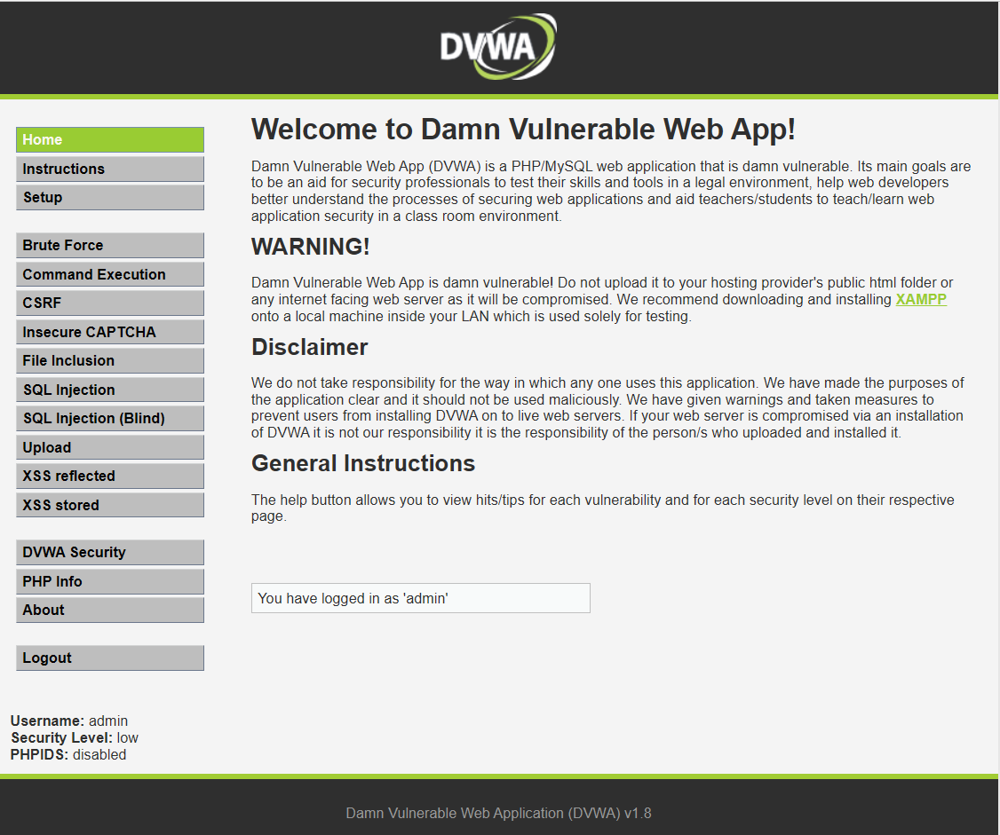 DVWA
Home
Instructions
Setup
Brute Force
Command Execution
CSRF
Insecure CAPTCHA
File Inclusion
SQL Injection
SQL Injection (Blind)
Upload
XSS reflected
XSS stored
DVWA Security
PHP Info
About
Logout
Username: admin
Security Level: low
PHPIDS: disabled
Welcome to Damn Vulnerable Web App!
Damn Vulnerable Web App (DVWA) is a PHP/MySQL web application that is damn vulnerable. Its main goals are
to be an aid for security professionals to test their skills and tools in a legal environment, help web developers
better understand the processes of securing web applications and aid teachers/students to teach/learn web
application security in a class room environment.
WARNING!
Damn Vulnerable Web App is damn vulnerable! Do not upload it to your hosting provider's public html folder or
any internet facing web server as it will be compromised. We recommend downloading and installing XAMPP
onto a local machine inside your LAN which is used solely for testing.
Disclaimer
We do not take responsibility for the way in which any one uses this application. We have made the purposes of
the application clear and it should not be used maliciously. We have given warnings and taken measures to
prevent users from installing DVWA on to live web servers. If your web server is compromised via an installation
of DVWA it is not our responsibility it is the responsibility of the person/s who uploaded and installed it.
General Instructions
The help button allows you to view hits/tips for each vulnerability and for each security level on their respective
page.
You have logged in as 'admin'
Damn Vulnerable Web Application (DVWA) v1.8